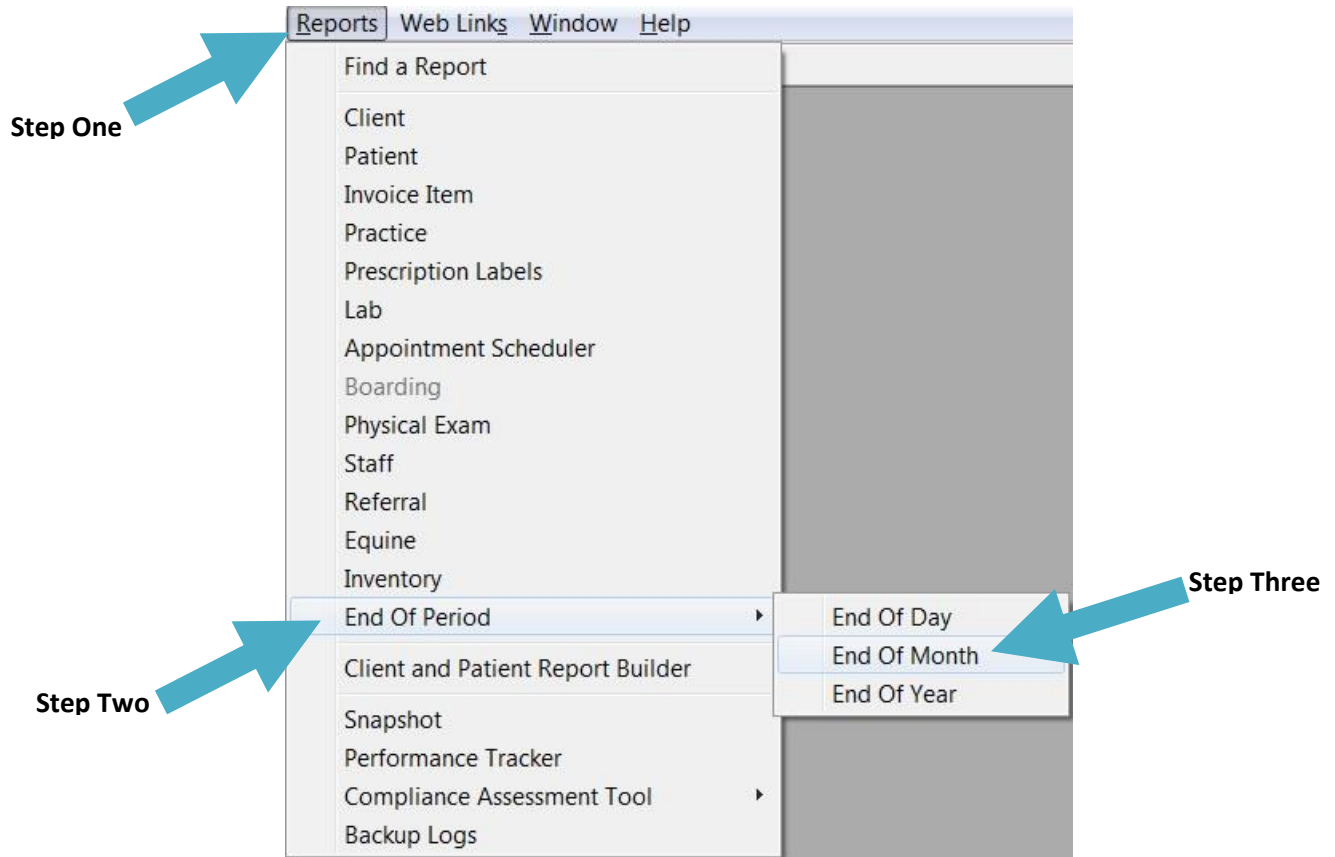 Reports Web Links Window Help
Find a Report
Step One
Client
Patient
Invoice Item
Practice
Prescription Labels
Lab
Appointment Scheduler
Boarding
Physical Exam
Staff
Referral
Equine
Inventory
Step Three
End Of Period
End Of Day
End Of Month
End Of Year
Client and Patient Report Builder
Step Two
Snapshot
Performance Tracker
Compliance Assessment Tool
Backup Logs